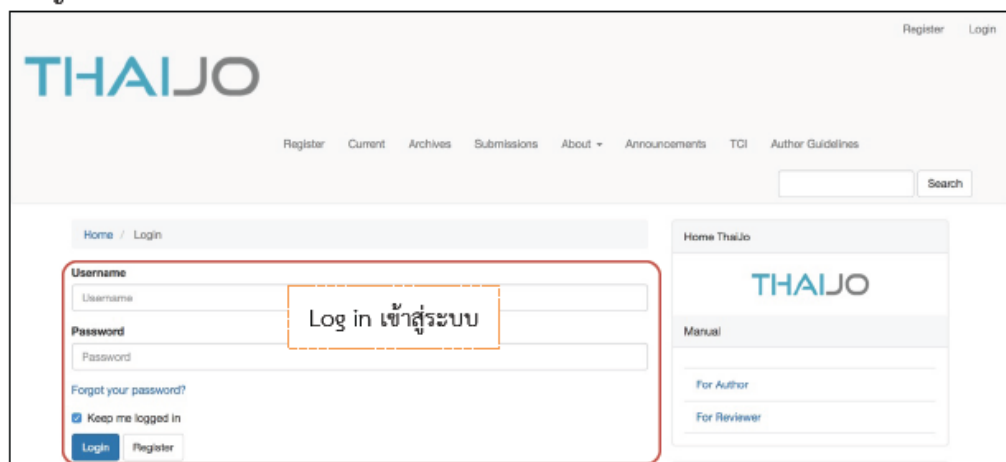 Register Login
THAIJO
Register Current Archives Submissions About Announcements TCI Author Guidelines
Search
Home / Login
Username
Username
Password
Password
Log in เข้าสู่ระบบ
Forgot your password?
Keep me logged in
Login Register
Home ThaiJo
THAIJO
Manual
For Author
For Reviewer